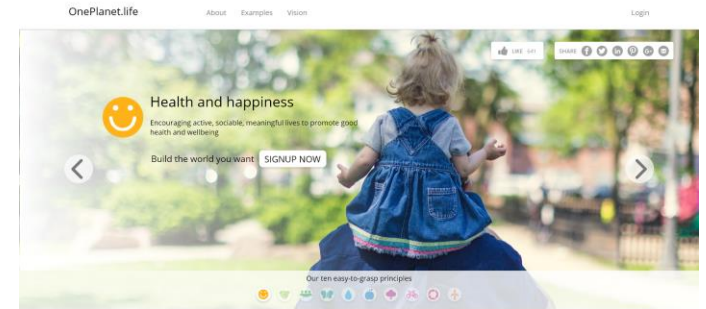 OnePlanet.life
About Examples Vision
Login
LIKE
SHARE
Health and happiness
Encouraging active, sociable, meaningful lives to promote good
health and wellbeing
Build the world you want SIGNUP NOW
Our ten easy-to-grasp principles